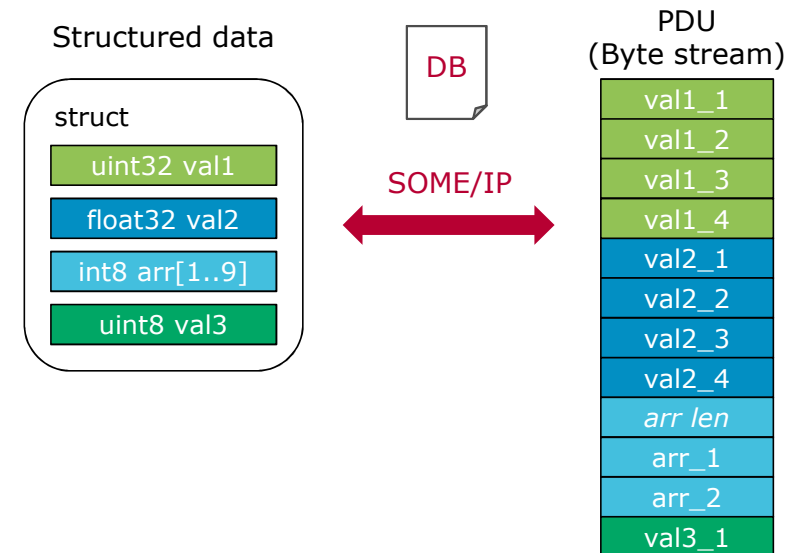 Structured data
struct
uint32 val1
float32 val2
int8 arr[1..9]
uint8 val3
DB
SOME/IP
PDU
(Byte stream)
val1_1
val1_2
val1_3
val1_4
val2_1
val2_2
val2_3
val2_4
arr len
arr_1
arr_2
val3_1